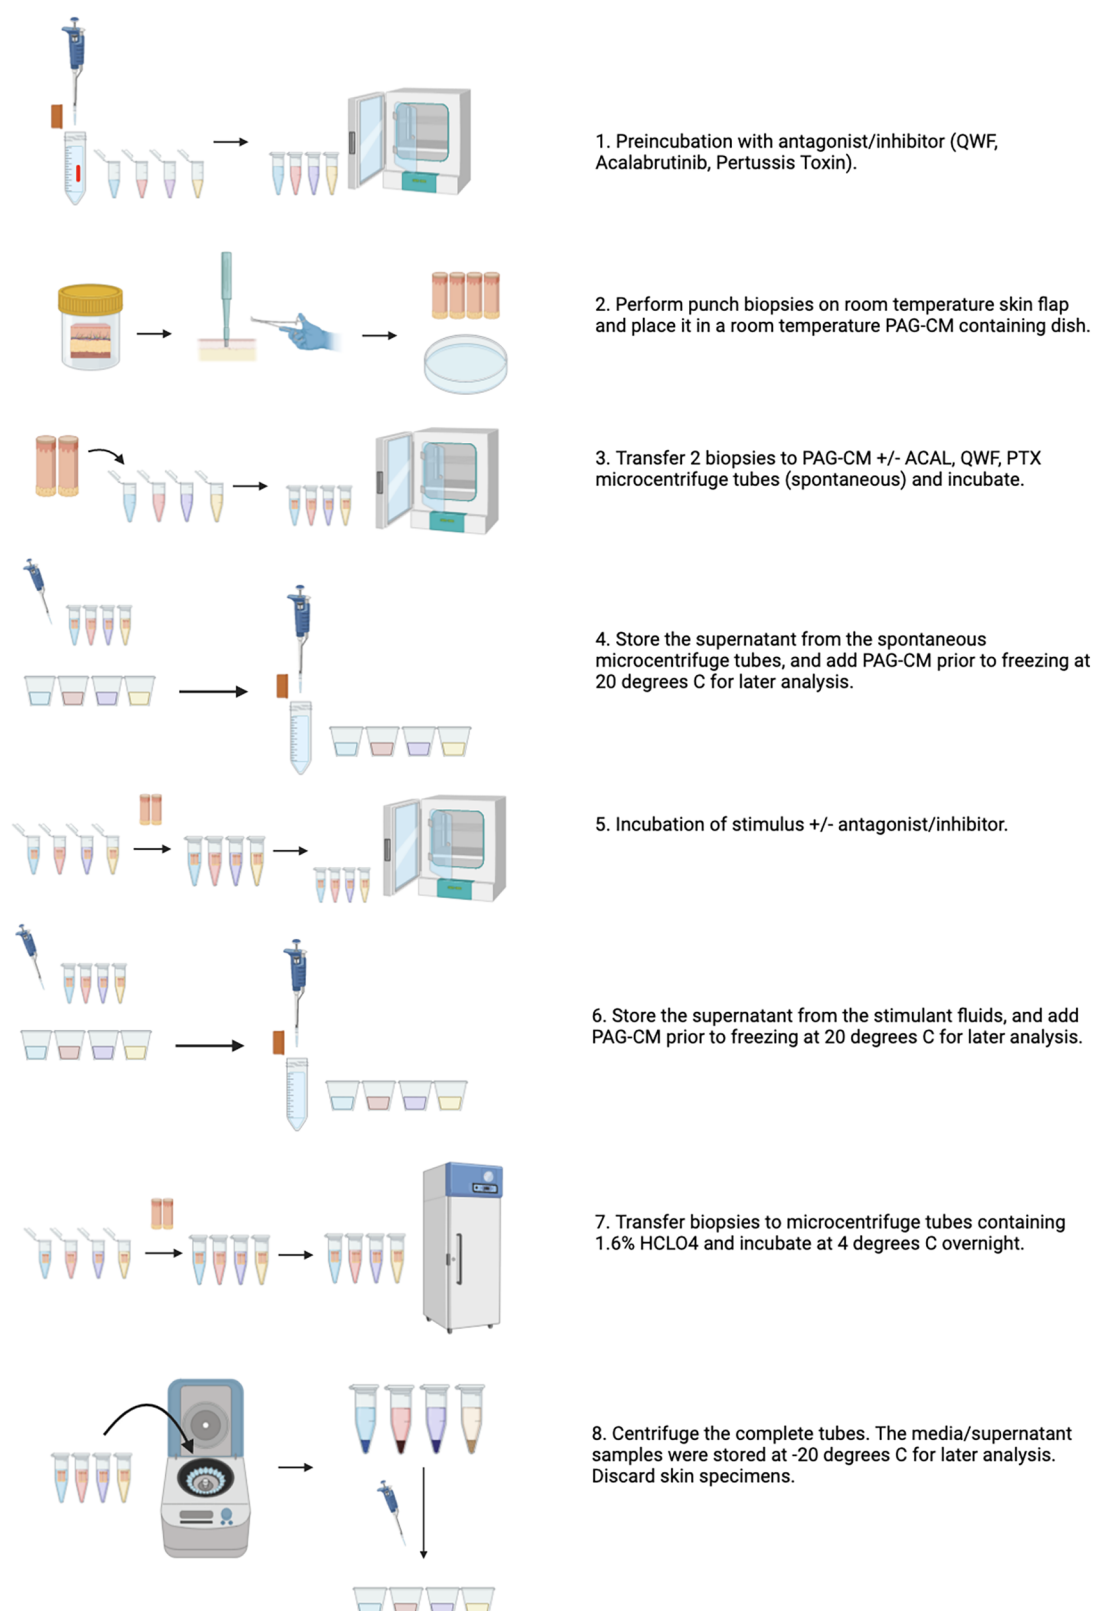 1. Preincubation with antagonist/inhibitor (QWF,
Acalabrutinib, Pertussis Toxin).
2. Perform punch biopsies on room temperature skin flap
and place it in a room temperature PAG-CM containing dish.
3. Transfer 2 biopsies to PAG-CM +/- ACAL, QWF, PTX
microcentrifuge tubes (spontaneous) and incubate.
4. Store the supernatant from the spontaneous
microcentrifuge tubes, and add PAG-CM prior to freezing at
20 degrees C for later analysis.
5. Incubation of stimulus +/- antagonist/inhibitor.
6. Store the supernatant from the stimulant fluids, and add
PAG-CM prior to freezing at 20 degrees C for later analysis.
7. Transfer biopsies to microcentrifuge tubes containing
1.6% HCLO4 and incubate at 4 degrees C overnight.
8. Centrifuge the complete tubes. The media/supernatant
samples were stored at -20 degrees C for later analysis.
Discard skin specimens.